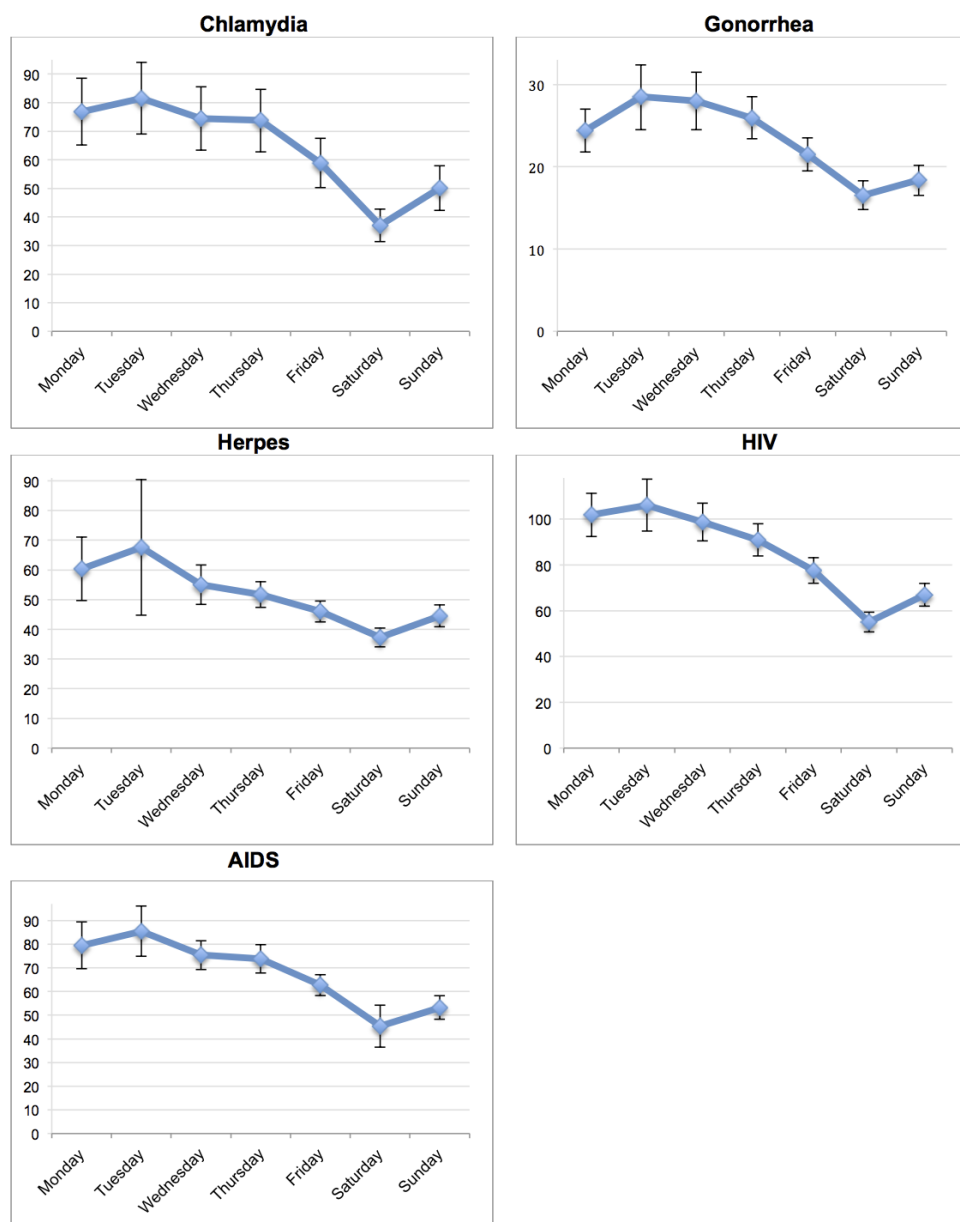 Chlamydia
90
80
70
60
50
40
30
20
10
0
Monday
Tuesday
Wednesday
Thursday
Friday
Saturday
Sunday
Gonorrhea
30
20
10
0
Monday
Tuesday
Wednesday
Thursday
Friday
Saturday
Sunday
Herpes
90
80
70
60
50
40
30
20
10
0
Monday
Tuesday
Wednesday
Thursday
Friday
Saturday
Sunday
HIV
100
80
60
40
20
0
Monday
Tuesday
Wednesday
Thursday
Friday
Saturday
Sunday
AIDS
90
80
70
60
50
40
30
20
10
0
Monday
Tuesday
Wednesday
Thursday
Friday
Saturday
Sunday